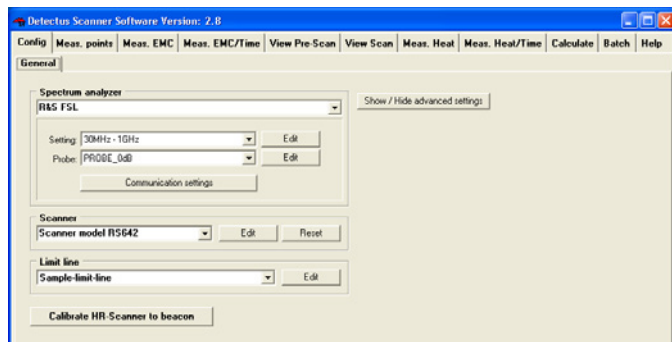 Detectus Scanner Software Version: 2.8
Config Meas. points Meas. EMC Meas. EMC/Time View Pre-Scan View Scan Meas. Heat Meas. Heat/Time Calculate Batch Help
General
Spectrum analyzer
R&S FSL
Show / Hide advanced settings
Setting: 30MHz - 1GHz Edit
Probe: PROBE_0dB Edit
Communication settings
Scanner
Scanner model RS642 Edit Reset
Limit line
Sample-limit-line Edit
Calibrate HR-Scanner to beacon